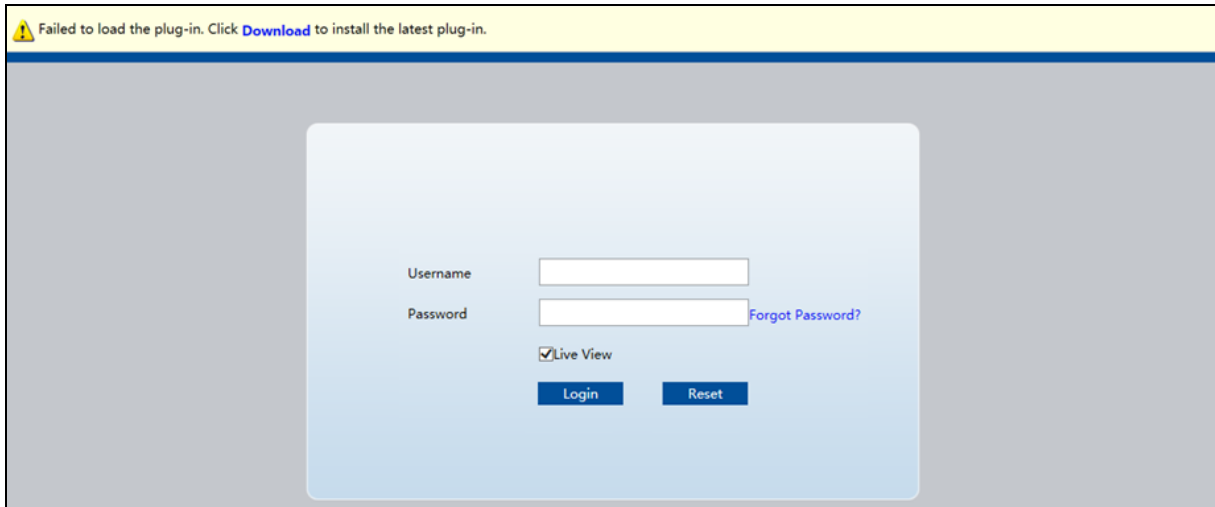 Failed to load the plug-in. Click Download to install the latest plug-in.
Username
Password Forgot Password?
Live View
Login Reset